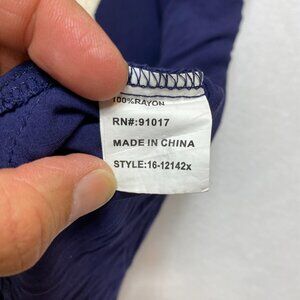 100%RAYON
RN#:91017
MADE IN CHINA
STYLE:16-12142x